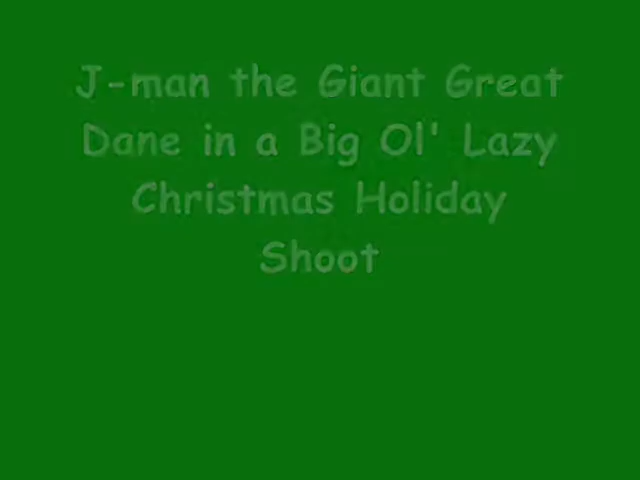 J-man the Giant Great
Dane in a Big Ol' Lazy
Christmas Holiday
Shoot